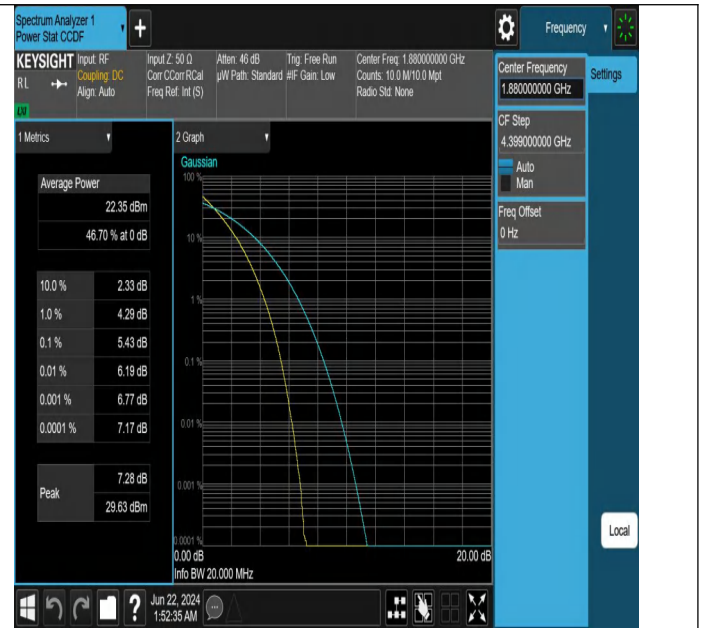 Spectrum Analyzer 1
Power Stat CCDF
+
Frequency
KEYSIGHT
RL
LXI
Input: RF
Coupling: DC
Align: Auto
Input Z: 50 Ω
Corr CCorr RCal
Freq Ref: Int (S)
Atten: 46 dB
µW Path: Standard
Trig: Free Run
#IF Gain: Low
Center Freq: 1.880000000 GHz
Counts: 10.0 M/10.0 Mpt
Radio Std: None
Center Frequency
1.880000000 GHz
Settings
CF Step
4.399000000 GHz
Auto
Man
Freq Offset
0 Hz
1 Metrics
Average Power
22.35 dBm
46.70 % at 0 dB
10.0 % 2.33 dB
1.0 % 4.29 dB
0.1 % 5.43 dB
0.01 % 6.19 dB
0.001 % 6.77 dB
0.0001 % 7.17 dB
Peak
7.28 dB
29.63 dBm
2 Graph
Gaussian
100 %
10 %
1 %
0.1 %
0.01 %
0.001 %
0.0001 %
0.00 dB
20.00 dB
Info BW 20.000 MHz
Local
?
Jun 22, 2024
1:52:35 AM